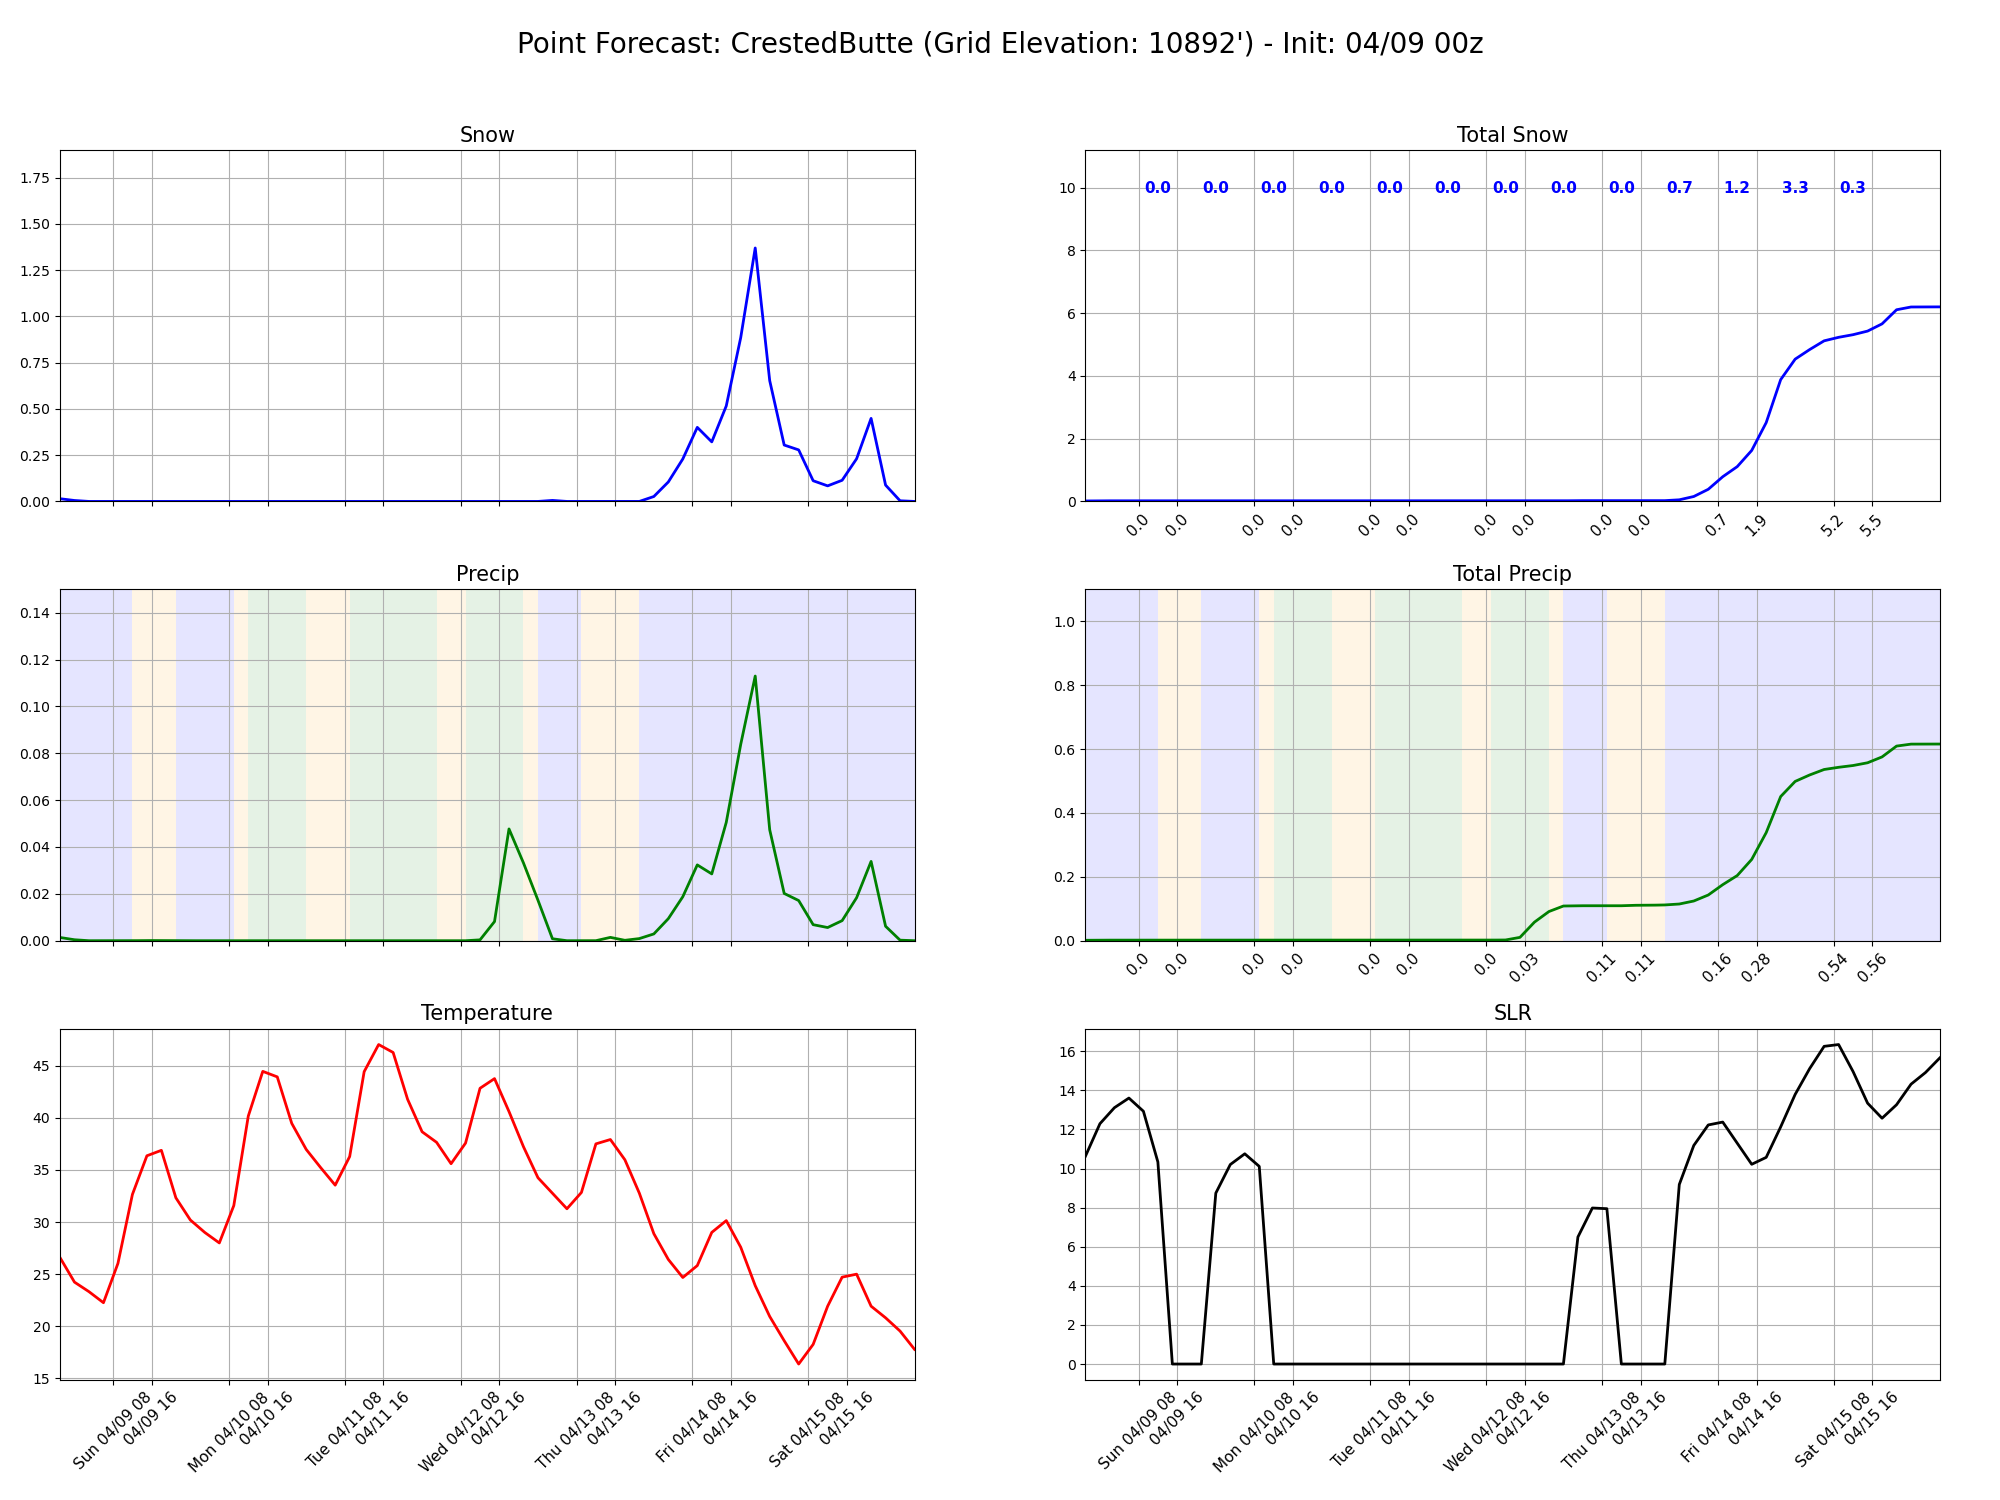 Point Forecast: CrestedButte (Grid Elevation: 10892') - Init: 04/09 00z
Snow
1.75
1.50
1.25
1.00
0.75
0.50
0.25
0.00
Total Snow
0.0 0.0 0.0 0.0 0.0 0.0 0.0 0.0 0.0 0.7 1.2 3.3 0.3
10
8
6
4
2
0
0.0 0.0 0.0 0.0 0.0 0.0 0.0 0.0 0.0 0.0 0.7 1.9 5.2 5.5
Precip
0.14
0.12
0.10
0.08
0.06
0.04
0.02
0.00
Total Precip
1.0
0.8
0.6
0.4
0.2
0.0
0.0 0.0 0.0 0.0 0.0 0.0 0.0 0.03 0.11 0.11 0.16 0.28 0.54 0.56
Temperature
45
40
35
30
25
20
15
Sun 04/09 08
04/09 16
Mon 04/10 08
04/10 16
Tue 04/11 08
04/11 16
Wed 04/12 08
04/12 16
Thu 04/13 08
04/13 16
Fri 04/14 08
04/14 16
Sat 04/15 08
04/15 16
SLR
16
14
12
10
8
6
4
2
0
Sun 04/09 08
04/09 16
Mon 04/10 08
04/10 16
Tue 04/11 08
04/11 16
Wed 04/12 08
04/12 16
Thu 04/13 08
04/13 16
Fri 04/14 08
04/14 16
Sat 04/15 08
04/15 16